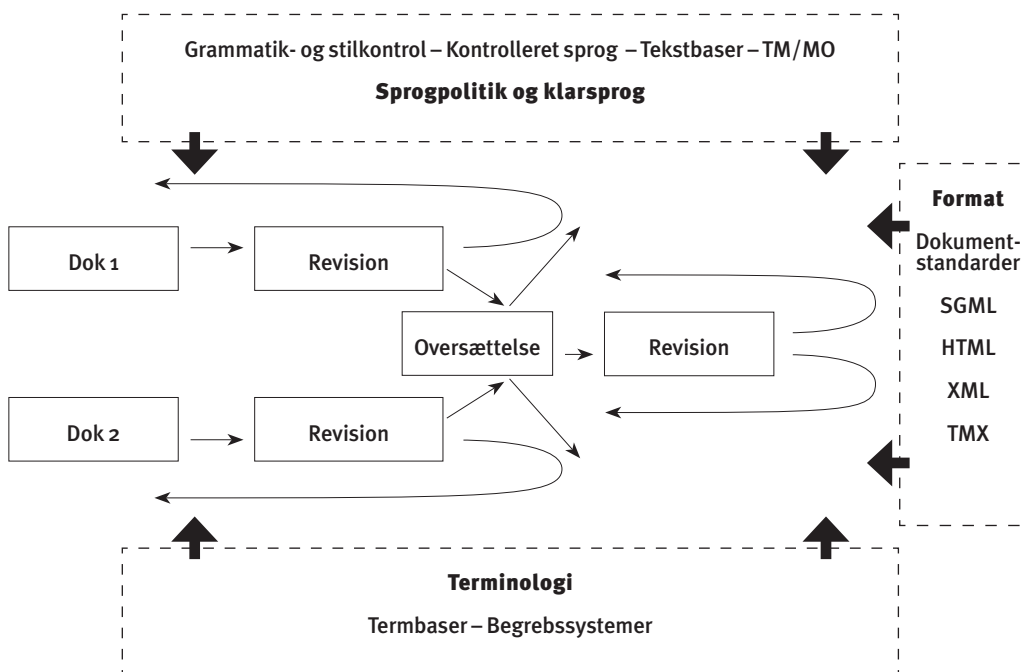 Grammatik- og stilkontrol – Kontrolleret sprog – Tekstbaser – TM/MO
Sprogpolitik og klarsprog
Format
Dokument-
standarder
SGML
HTML
XML
TMX
Dok 1
Revision
Oversættelse
Revision
Dok 2
Revision
Terminologi
Termbaser – Begrebssystemer